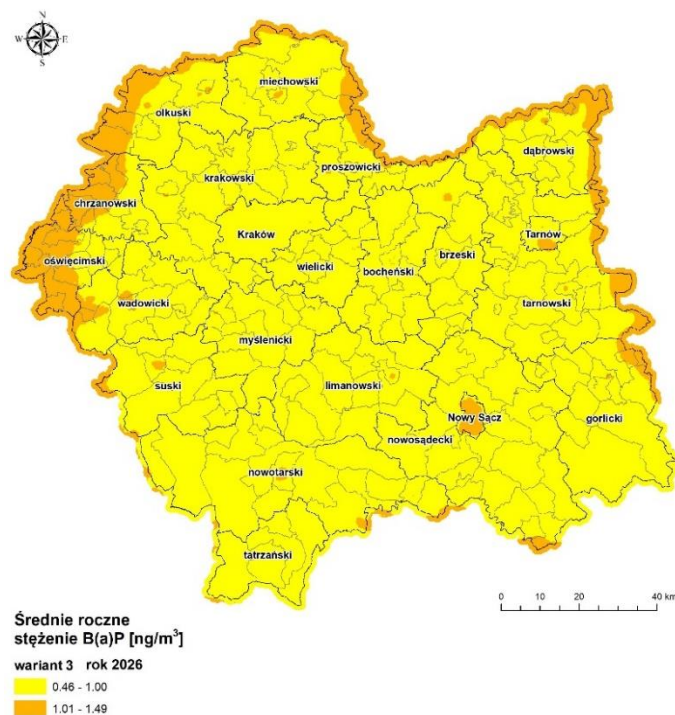 N
W E
S
miechowski
olkuski
dąbrowski
proszowicki
krakowski
chrzanowski
Kraków
Tarnów
oświęcimski
wielicki
bocheński
brzeski
wadowicki
tarnowski
myślenicki
suski
limanowski
Nowy Sącz
gorlicki
nowosądecki
nowotarski
tatrzański
0 10 20 40 km
Średnie roczne
stężenie B(a)P [ng/m³]
wariant 3 rok 2026
0.46 - 1.00
1.01 - 1.49